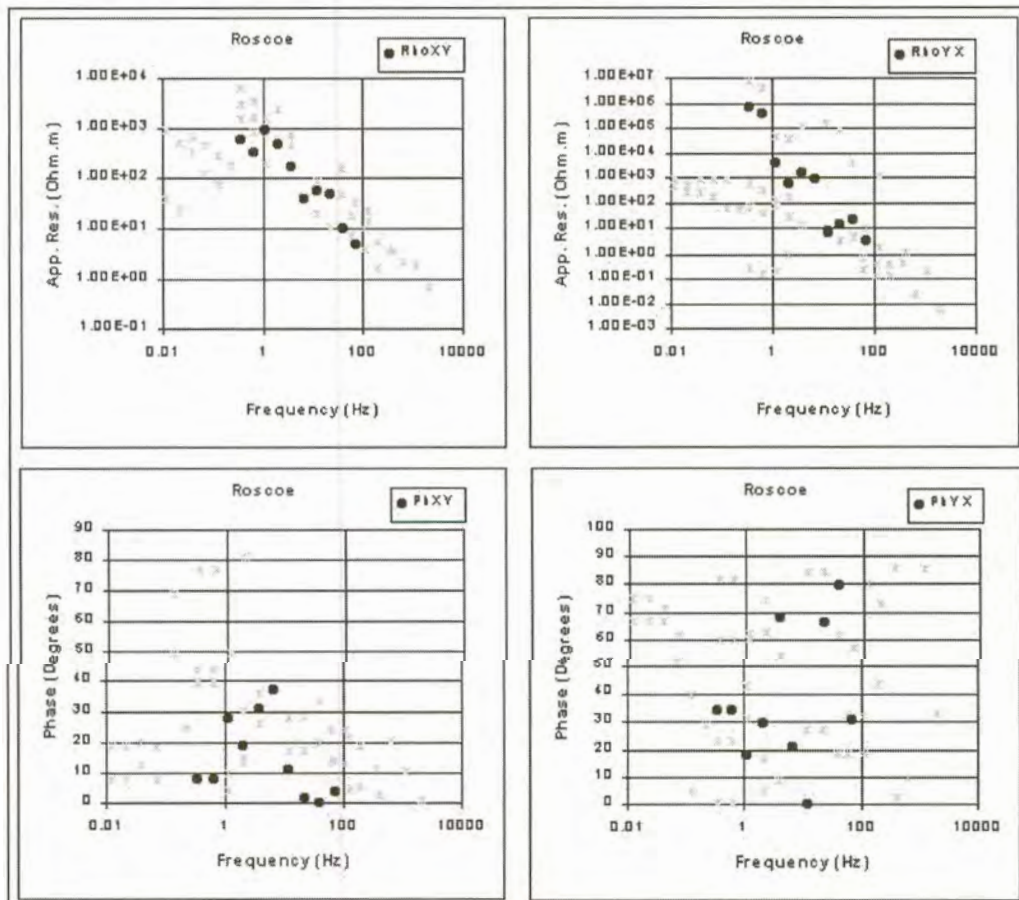 Roscoe
RhoXY
App. Res. (Ohm.m)
1.00E+04
1.00E+03
1.00E+02
1.00E+01
1.00E+00
1.00E-01
0.01
1
100
10000
Frequency (Hz)
Roscoe
RhoYX
App. Res. (Ohm.m)
1.00E+07
1.00E+06
1.00E+05
1.00E+04
1.00E+03
1.00E+02
1.00E+01
1.00E+00
1.00E-01
1.00E-02
1.00E-03
0.01
1
100
10000
Frequency (Hz)
Roscoe
PhXY
Phase (Degrees)
90
80
70
60
50
40
30
20
10
0
0.01
1
100
10000
Frequency (Hz)
Roscoe
PhYX
Phase (Degrees)
100
90
80
70
60
50
40
30
20
10
0
0.01
1
100
10000
Frequency (Hz)